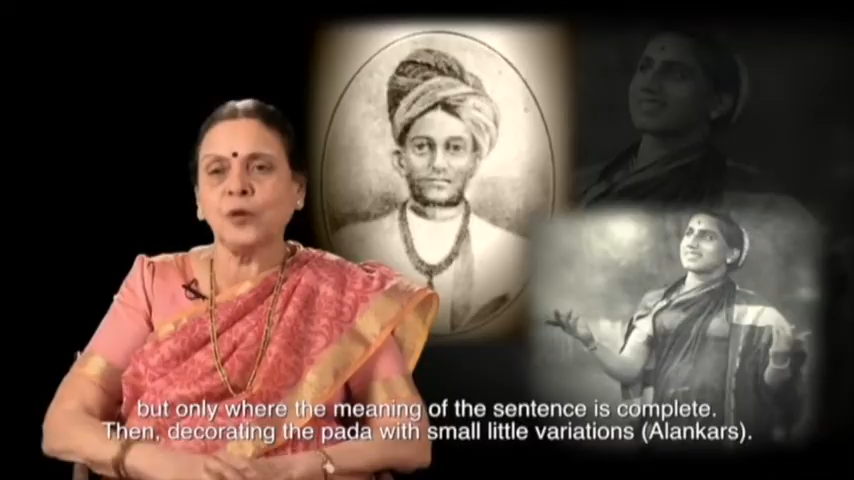 but only where the meaning of the sentence is complete.
Then, decorating the pada with small little variations (Alankars).